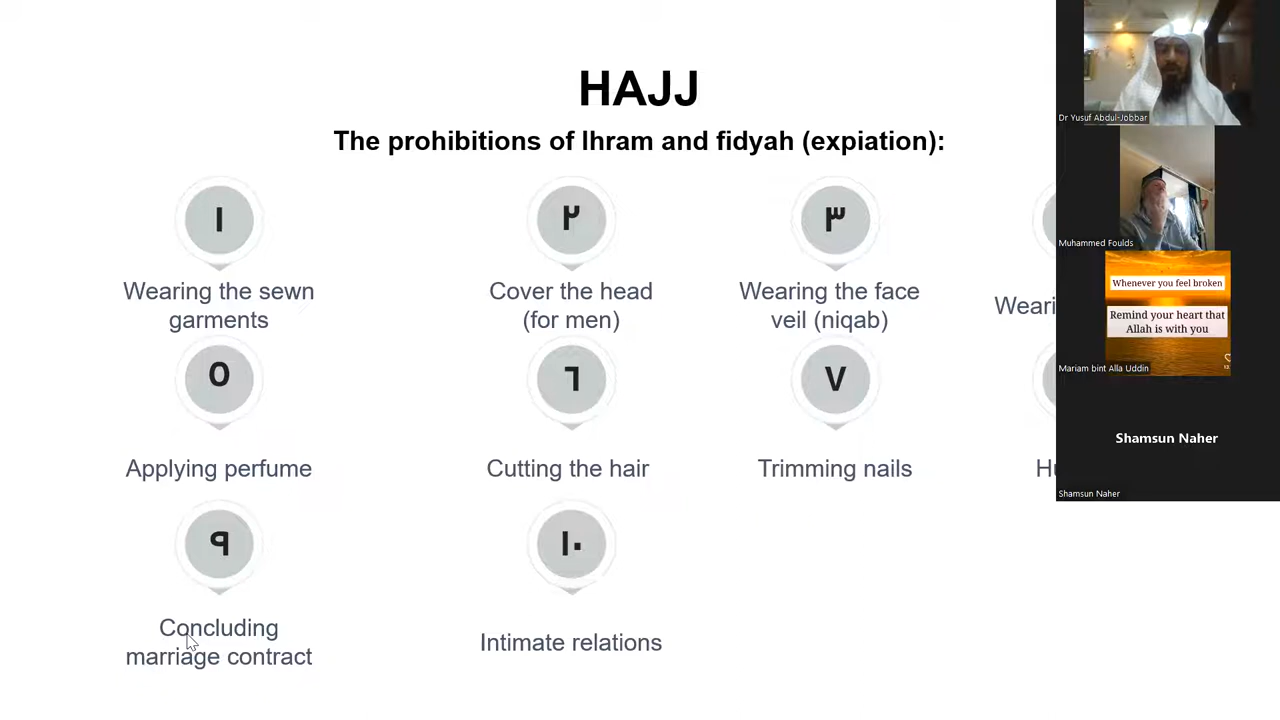 HAJJ
The prohibitions of Ihram and fidyah (expiation):
١
٢
٣
Wearing the sewn
garments
Cover the head
(for men)
Wearing the face
veil (niqab)
Weari
٥
٦
٧
Applying perfume
Cutting the hair
Trimming nails
Hu
٩
١٠
Concluding
marriage contract
Intimate relations
Dr Yusuf Abdul-Jobbar
Muhammed Foulds
Whenever you feel broken
Remind your heart that
Allah is with you
Mariam bint Alla Uddin
Shamsun Naher
Shamsun Naher